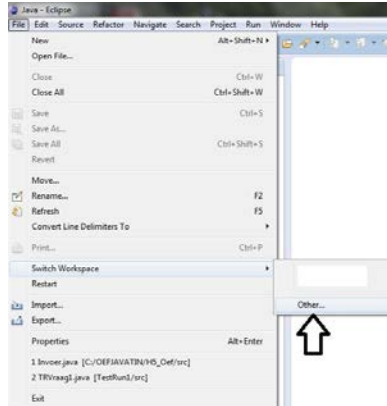 Java - Eclipse
File Edit Source Refactor Navigate Search Project Run Window Help
New Alt+Shift+N
Open File...
Close Ctrl+W
Close All Ctrl+Shift+W
Save Ctrl+S
Save As...
Save All Ctrl+Shift+S
Revert
Move...
Rename... F2
Refresh F5
Convert Line Delimiters To
Print... Ctrl+P
Switch Workspace
Restart
Other...
Import...
Export...
Properties Alt+Enter
1 Invoer.java [C:/OEFJAVATIN/H5_Oef/src]
2 TRVraag1.java [TestRun1/src]
Exit